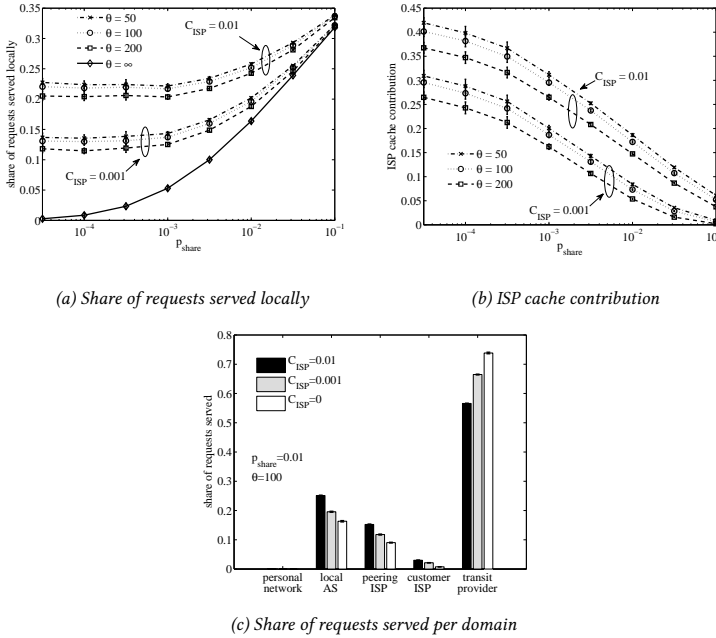 0.35
0.3
0.25
0.2
0.15
0.1
0.05
0
share of requests served locally
θ = 50
θ = 100
θ = 200
θ = ∞
C_ISP = 0.01
C_ISP = 0.001
10^-4
10^-3
10^-2
10^-1
p_share
(a) Share of requests served locally
0.45
0.4
0.35
0.3
0.25
0.2
0.15
0.1
0.05
0
ISP cache contribution
C_ISP = 0.01
θ = 50
θ = 100
θ = 200
C_ISP = 0.001
10^-4
10^-3
10^-2
10^-1
p_share
(b) ISP cache contribution
0.8
0.7
0.6
0.5
0.4
0.3
0.2
0.1
0
share of requests served
C_ISP=0.01
C_ISP=0.001
C_ISP=0
p_share=0.01
θ=100
personal network
local AS
peering ISP
customer ISP
transit provider
(c) Share of requests served per domain